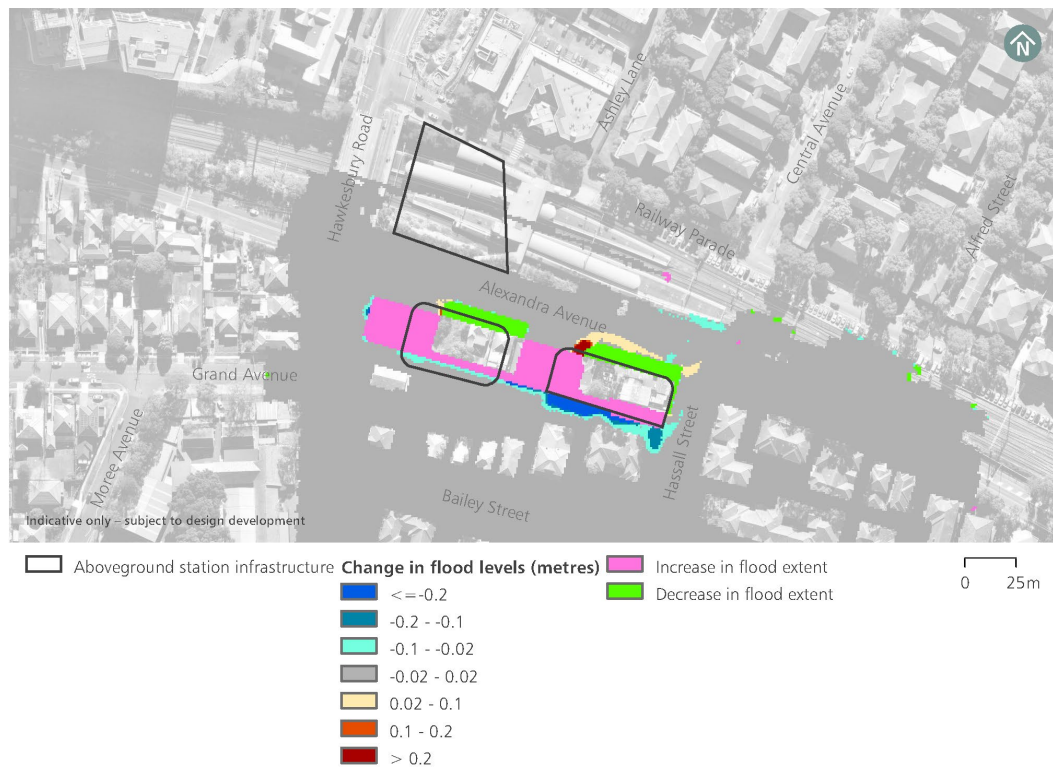 N
Ashley Lane
Central Avenue
Hawkesbury Road
Railway Parade
Alfred Street
Alexandra Avenue
Grand Avenue
Moree Avenue
Hassall Street
Bailey Street
Indicative only – subject to design development
Aboveground station infrastructure
Change in flood levels (metres)
<=-0.2
-0.2 - -0.1
-0.1 - -0.02
-0.02 - 0.02
0.02 - 0.1
0.1 - 0.2
> 0.2
Increase in flood extent
Decrease in flood extent
0 25m